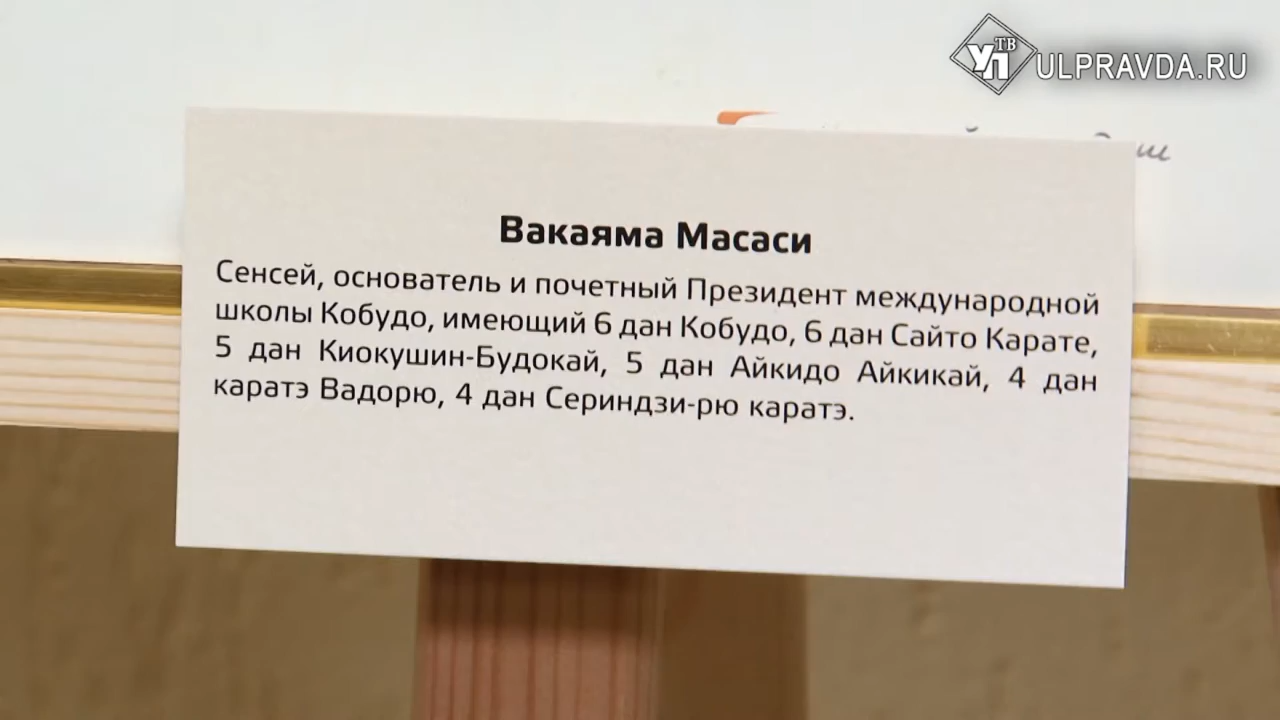 УП ТВ ULPRAVDA.RU
Вакаяма Масаси
Сенсей, основатель и почетный Президент международной
школы Кобудо, имеющий 6 дан Кобудо, 6 дан Сайто Карате,
5 дан Киокушин-Будокай, 5 дан Айкидо Айкикай, 4 дан
каратэ Вадорю, 4 дан Сериндзи-рю каратэ.